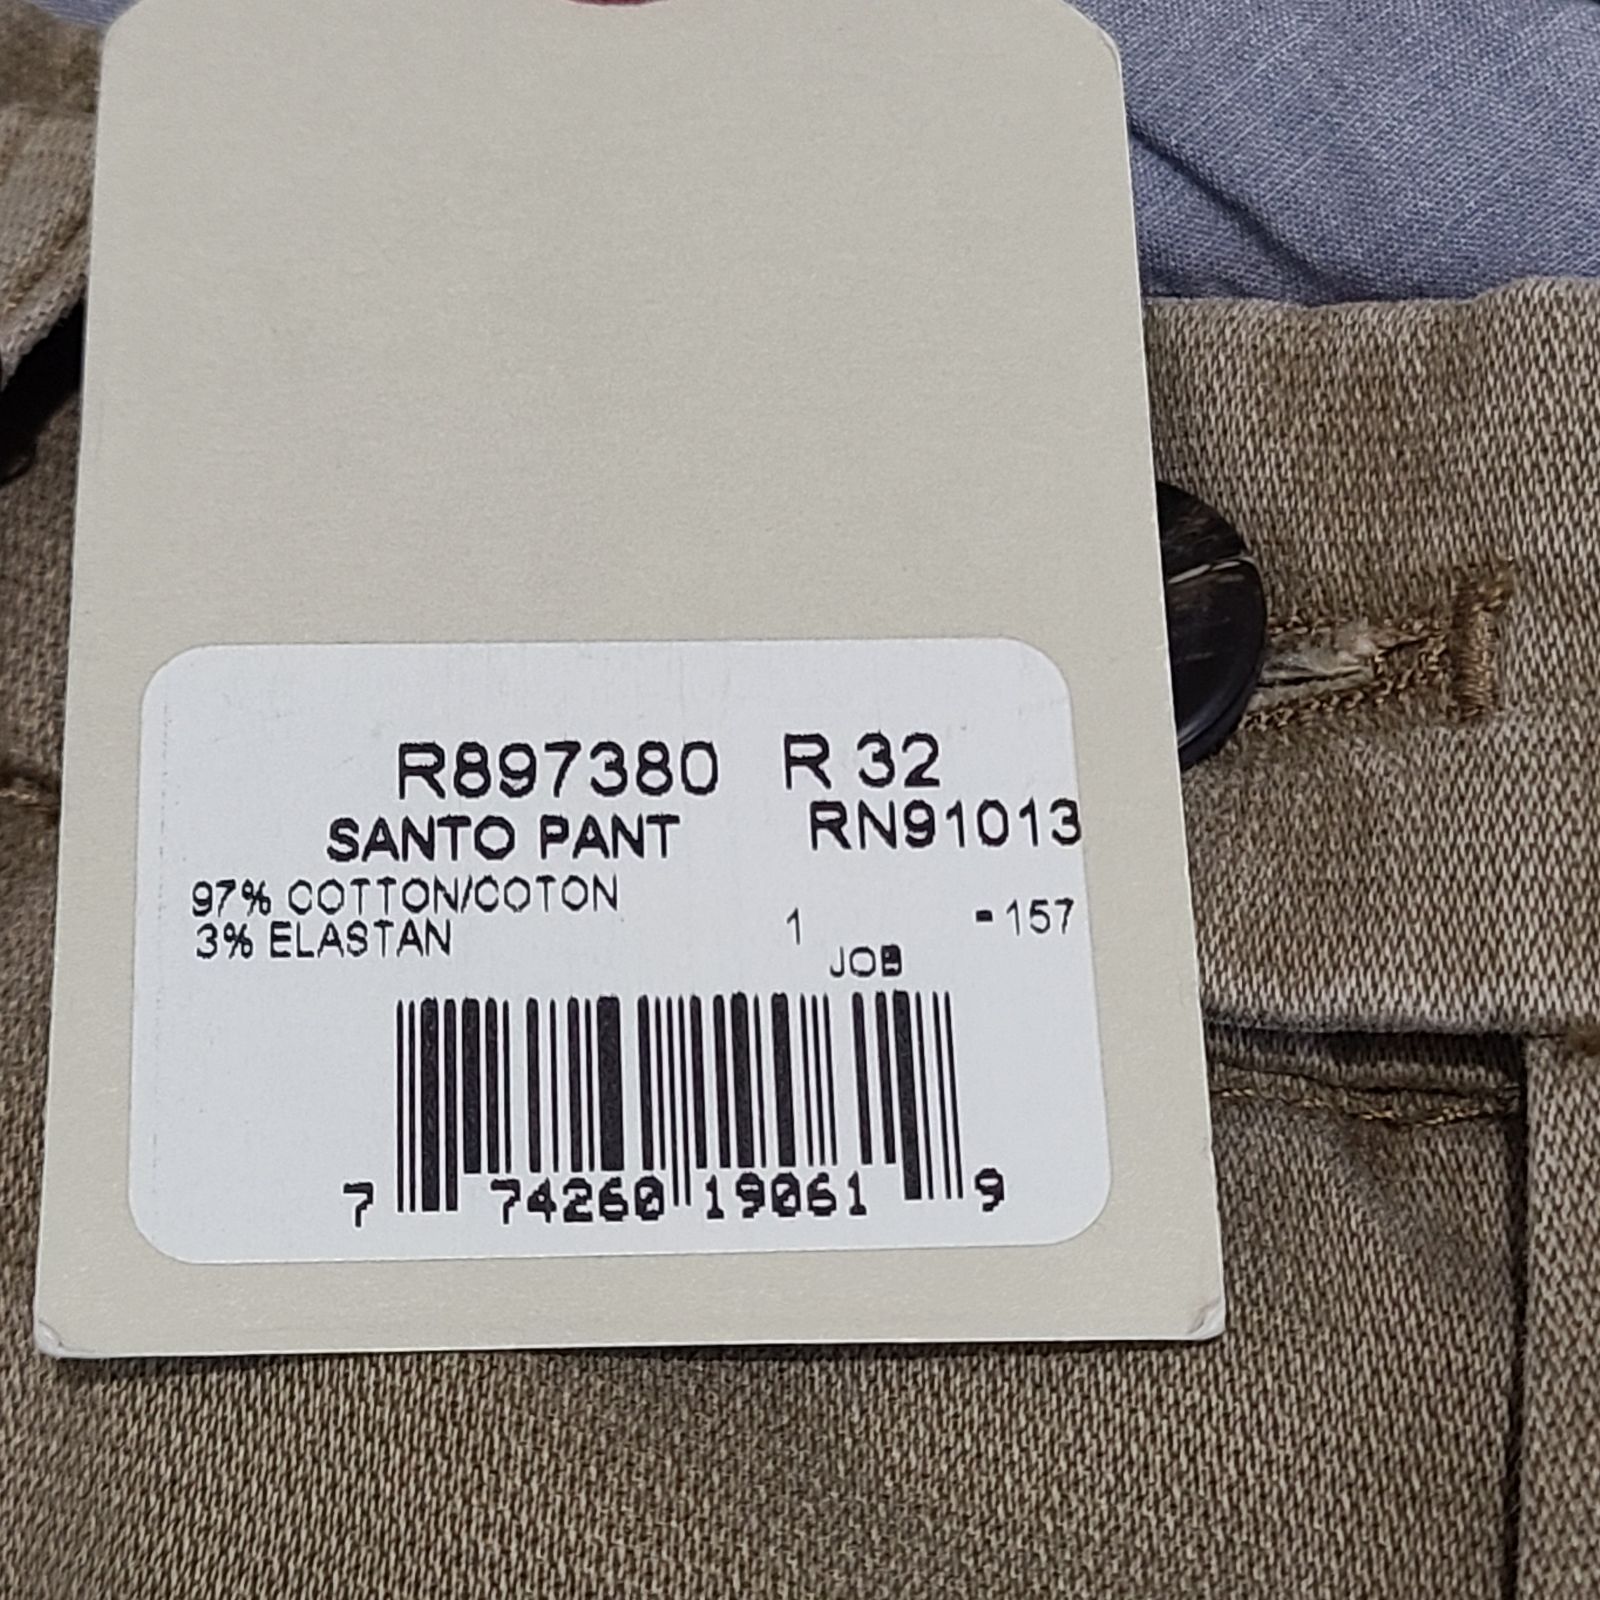 R897380 R 32
SANTO PANT RN91013
97% COTTON/COTON
3% ELASTAN 1 -157
JOB
7 74260 19061 9